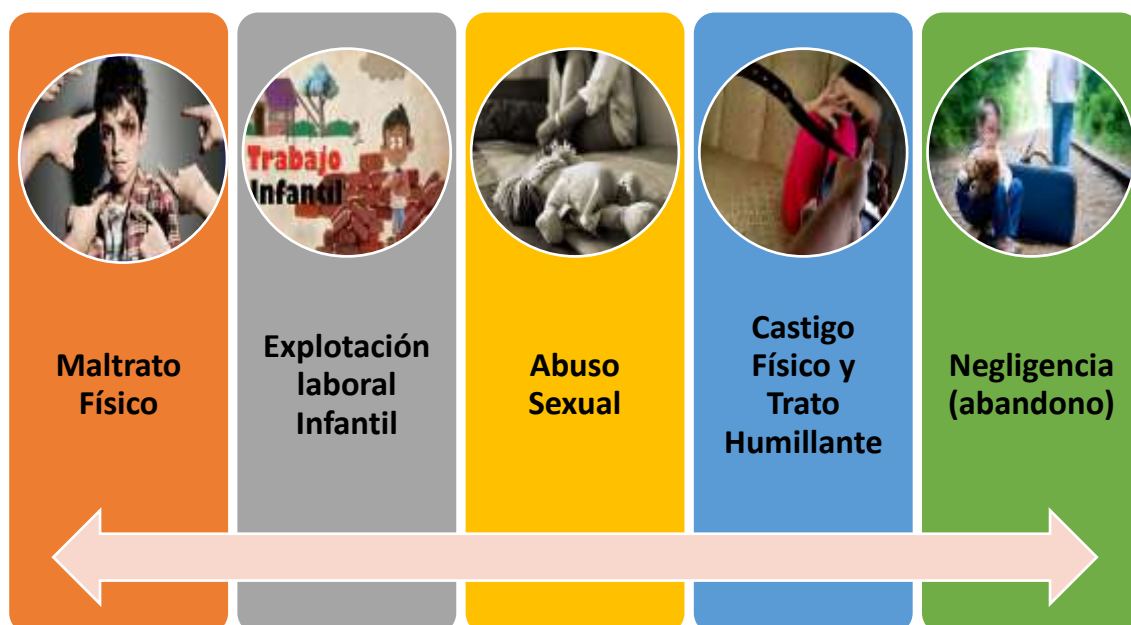 Trabajo
Infantil
Maltrato
Físico
Explotación
laboral
Infantil
Abuso
Sexual
Castigo
Físico y
Trato
Humillante
Negligencia
(abandono)